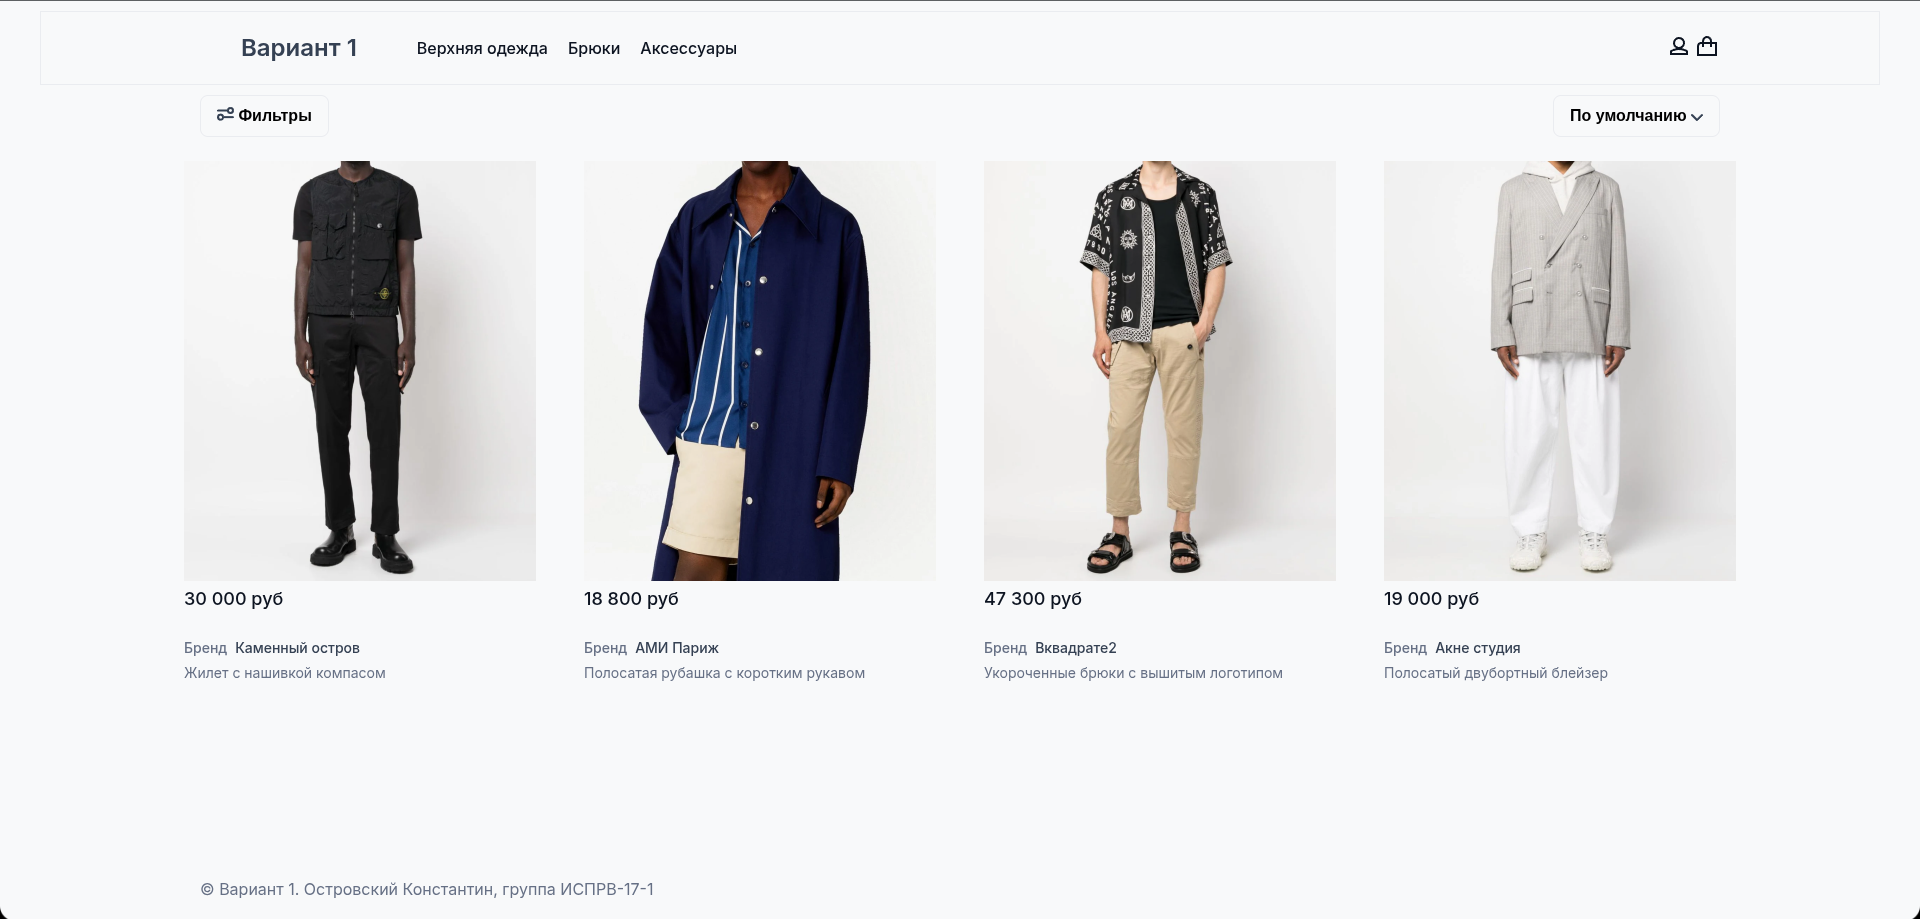 Вариант 1 Верхняя одежда Брюки Аксессуары
Фильтры По умолчанию
30 000 руб 18 800 руб 47 300 руб 19 000 руб
Бренд Каменный остров Бренд АМИ Париж Бренд Вквадрате2 Бренд Акне студия
Жилет с нашивкой компасом Полосатая рубашка с коротким рукавом Укороченные брюки с вышитым логотипом Полосатый двубортный блейзер
© Вариант 1. Островский Константин, группа ИСПРВ-17-1